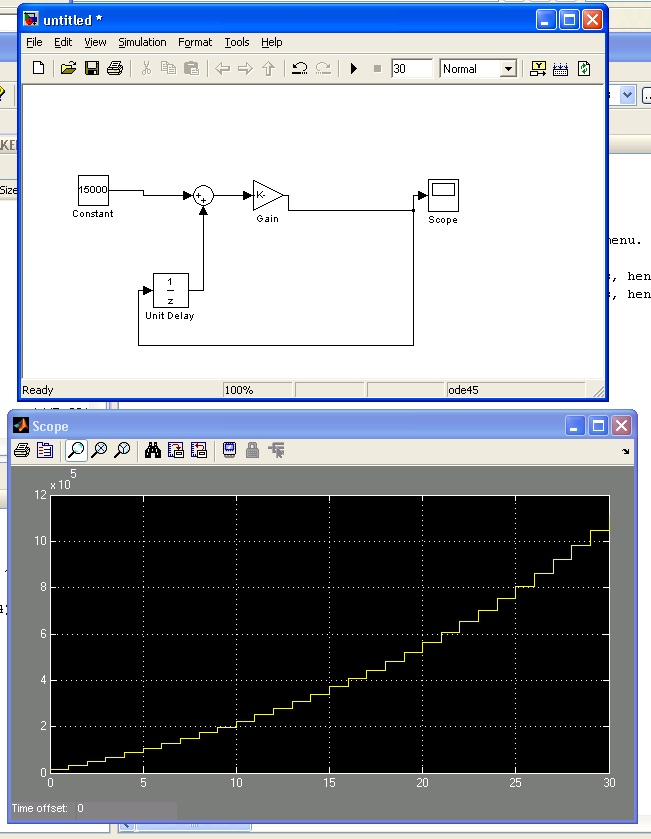 untitled *
File Edit View Simulation Format Tools Help
30 Normal
15000
Constant
+
+
K-
Gain
Scope
1
z
Unit Delay
Ready 100% ode45
AKE
Size
enu.
, hen
, hen
Scope
x 10
5
12
10
8
6
4
2
0
0 5 10 15 20 25 30
Time offset: 0